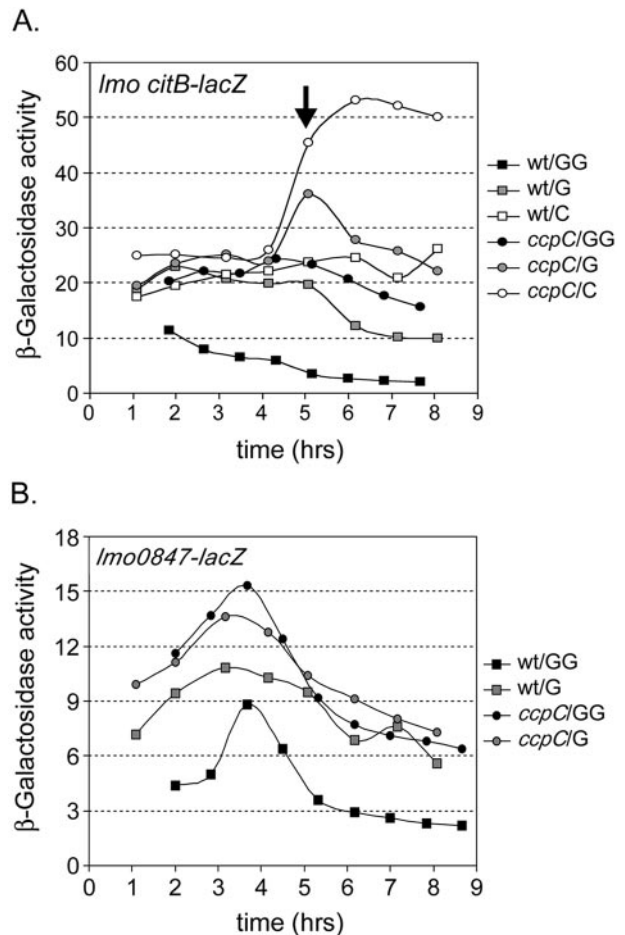 A.
lmo citB-lacZ
β-Galactosidase activity
60
50
40
30
20
10
0
0 1 2 3 4 5 6 7 8 9
time (hrs)
wt/GG
wt/G
wt/C
ccpC/GG
ccpC/G
ccpC/C
B.
lmo0847-lacZ
β-Galactosidase activity
18
15
12
9
6
3
0
0 1 2 3 4 5 6 7 8 9
time (hrs)
wt/GG
wt/G
ccpC/GG
ccpC/G